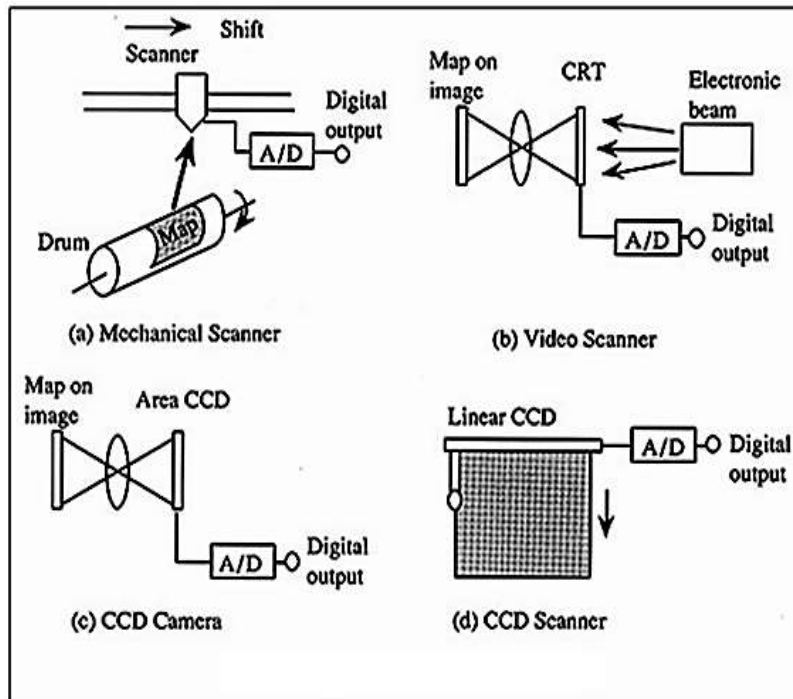 Shift
Scanner
Digital
output
A/D
Map
Drum
(a) Mechanical Scanner
Map on
image
CRT
Electronic
beam
A/D
Digital
output
(b) Video Scanner
Map on
image
Area CCD
A/D
Digital
output
(c) CCD Camera
Linear CCD
A/D
Digital
output
(d) CCD Scanner